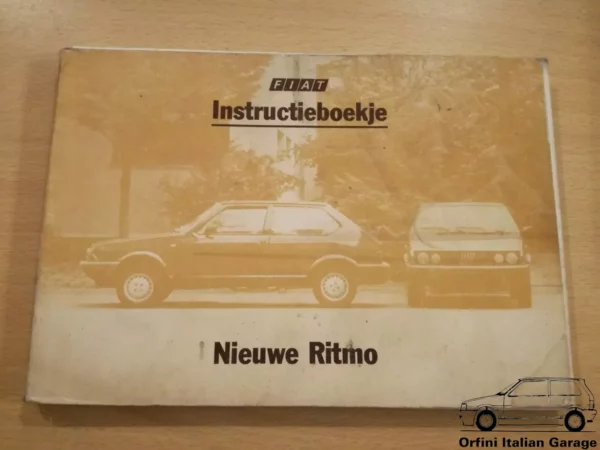 FIAT
Instructieboekje
Nieuwe Ritmo
Orfini Italian Garage